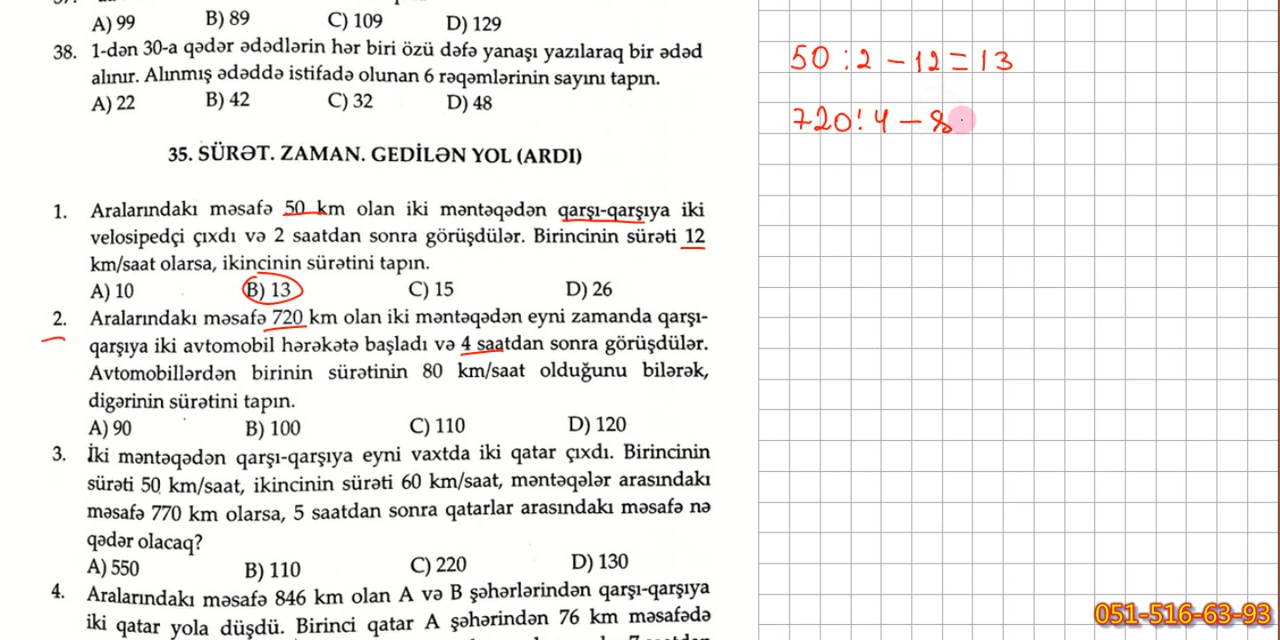 A) 99 B) 89 C) 109 D) 129
38. 1-dən 30-a qədər ədədlərin hər biri özü dəfə yanaşı yazılaraq bir ədəd
alınır. Alınmış ədəddə istifadə olunan 6 rəqəmlərinin sayını tapın.
A) 22 B) 42 C) 32 D) 48
35. SÜRƏT. ZAMAN. GEDİLƏN YOL (ARDI)
1. Aralarındakı məsafə 50 km olan iki məntəqədən qarşı-qarşıya iki
velosipedçi çıxdı və 2 saatdan sonra görüşdülər. Birincinin sürəti 12
km/saat olarsa, ikincinin sürətini tapın.
A) 10 B) 13 C) 15 D) 26
2. Aralarındakı məsafə 720 km olan iki məntəqədən eyni zamanda qarşı-
qarşıya iki avtomobil hərəkətə başladı və 4 saatdan sonra görüşdülər.
Avtomobillərdən birinin sürətinin 80 km/saat olduğunu bilərək,
digərinin sürətini tapın.
A) 90 B) 100 C) 110 D) 120
3. İki məntəqədən qarşı-qarşıya eyni vaxtda iki qatar çıxdı. Birincinin
sürəti 50 km/saat, ikincinin sürəti 60 km/saat, məntəqələr arasındakı
məsafə 770 km olarsa, 5 saatdan sonra qatarlar arasındakı məsafə nə
qədər olacaq?
A) 550 B) 110 C) 220 D) 130
4. Aralarındakı məsafə 846 km olan A və B şəhərlərindən qarşı-qarşıya
iki qatar yola düşdü. Birinci qatar A şəhərindən 76 km məsafədə
50 : 2 - 12 = 13
720 : 4 - 8
051-516-63-93